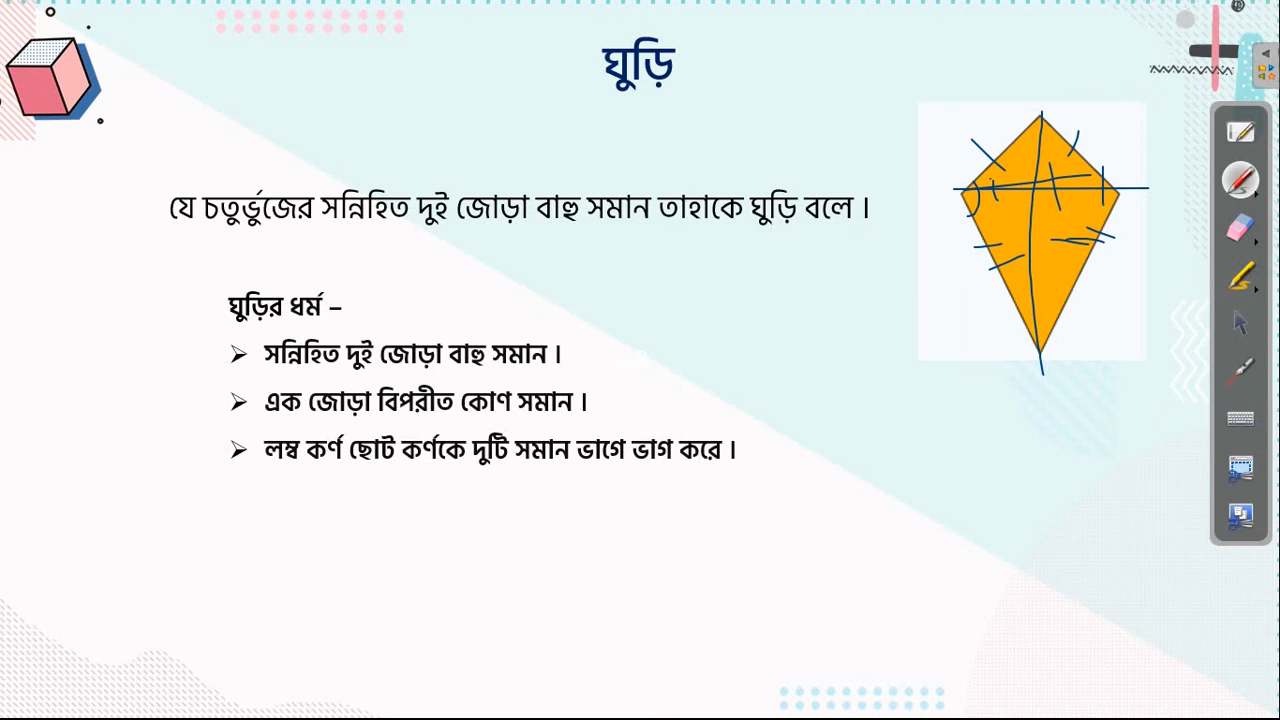 ঘুড়ি
যে চতুর্ভুজের সন্নিহিত দুই জোড়া বাহু সমান তাহাকে ঘুড়ি বলে ।
ঘুড়ির ধর্ম –
➢ সন্নিহিত দুই জোড়া বাহু সমান ।
➢ এক জোড়া বিপরীত কোণ সমান ।
➢ লম্ব কর্ণ ছোট কর্ণকে দুটি সমান ভাগে ভাগ করে ।